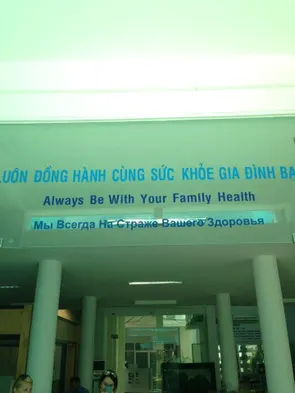 LUÔN ĐỒNG HÀNH CÙNG SỨC KHỎE GIA ĐÌNH
Always Be With Your Family Health
Мы Всегда На Страже Вашего Здоровья